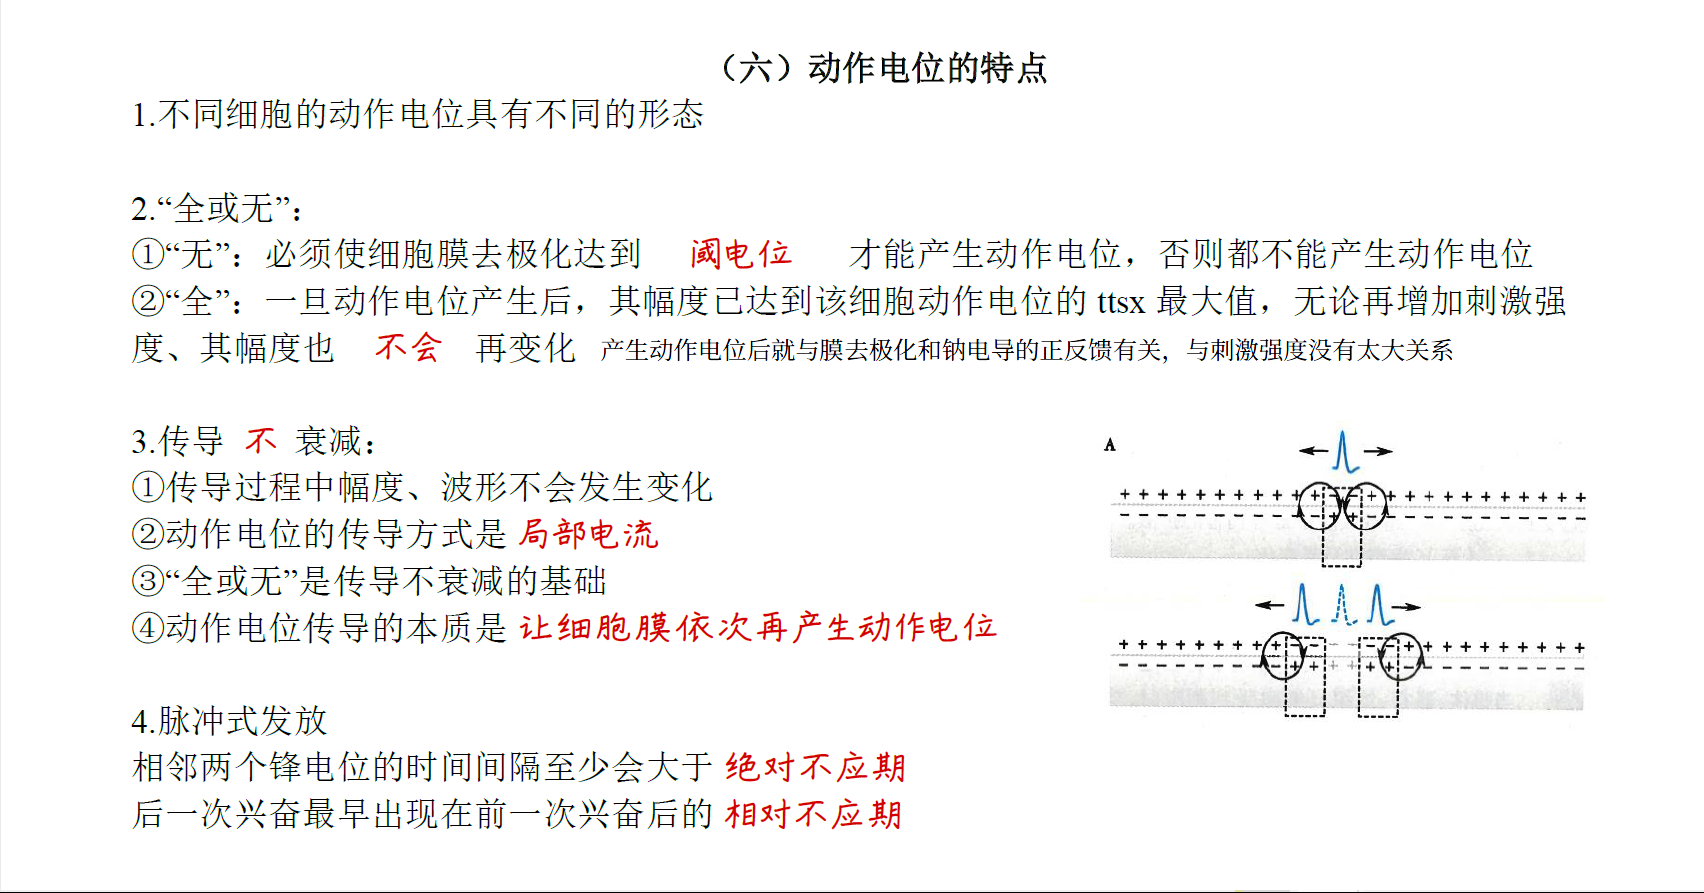 （六）动作电位的特点
1.不同细胞的动作电位具有不同的形态
2.“全或无”：
①“无”：必须使细胞膜去极化达到 阈电位 才能产生动作电位，否则都不能产生动作电位
②“全”：一旦动作电位产生后，其幅度已达到该细胞动作电位的 ttsx 最大值，无论再增加刺激强
度、其幅度也 不会 再变化 产生动作电位后就与膜去极化和钠电导的正反馈有关，与刺激强度没有太大关系
3.传导 不 衰减：
①传导过程中幅度、波形不会发生变化
②动作电位的传导方式是 局部电流
③“全或无”是传导不衰减的基础
④动作电位传导的本质是 让细胞膜依次再产生动作电位
A
4.脉冲式发放
相邻两个锋电位的时间间隔至少会大于 绝对不应期
后一次兴奋最早出现在前一次兴奋后的 相对不应期